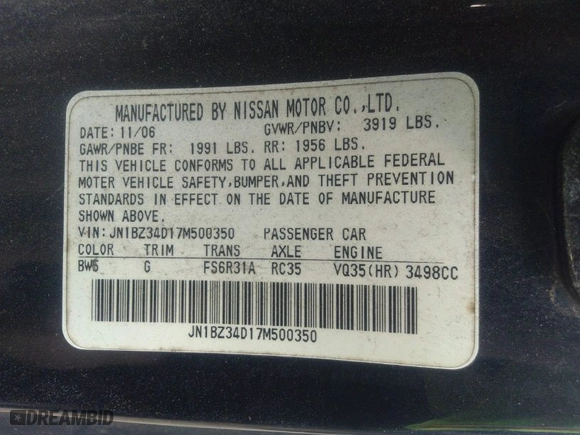 MANUFACTURED BY NISSAN MOTOR CO.,LTD.
DATE: 11/06 GVWR/PNBV: 3919 LBS.
GAWR/PNBE FR: 1991 LBS. RR: 1956 LBS.
THIS VEHICLE CONFORMS TO ALL APPLICABLE FEDERAL
MOTER VEHICLE SAFETY,BUMPER,AND THEFT PREVENTION
STANDARDS IN EFFECT ON THE DATE OF MANUFACTURE
SHOWN ABOVE.
VIN: JN1BZ34D17M500350 PASSENGER CAR
COLOR TRIM TRANS AXLE ENGINE
G FS6R31A RC35 VQ35(HR) 3498CC
JN1BZ34D17M500350
DREAMBID